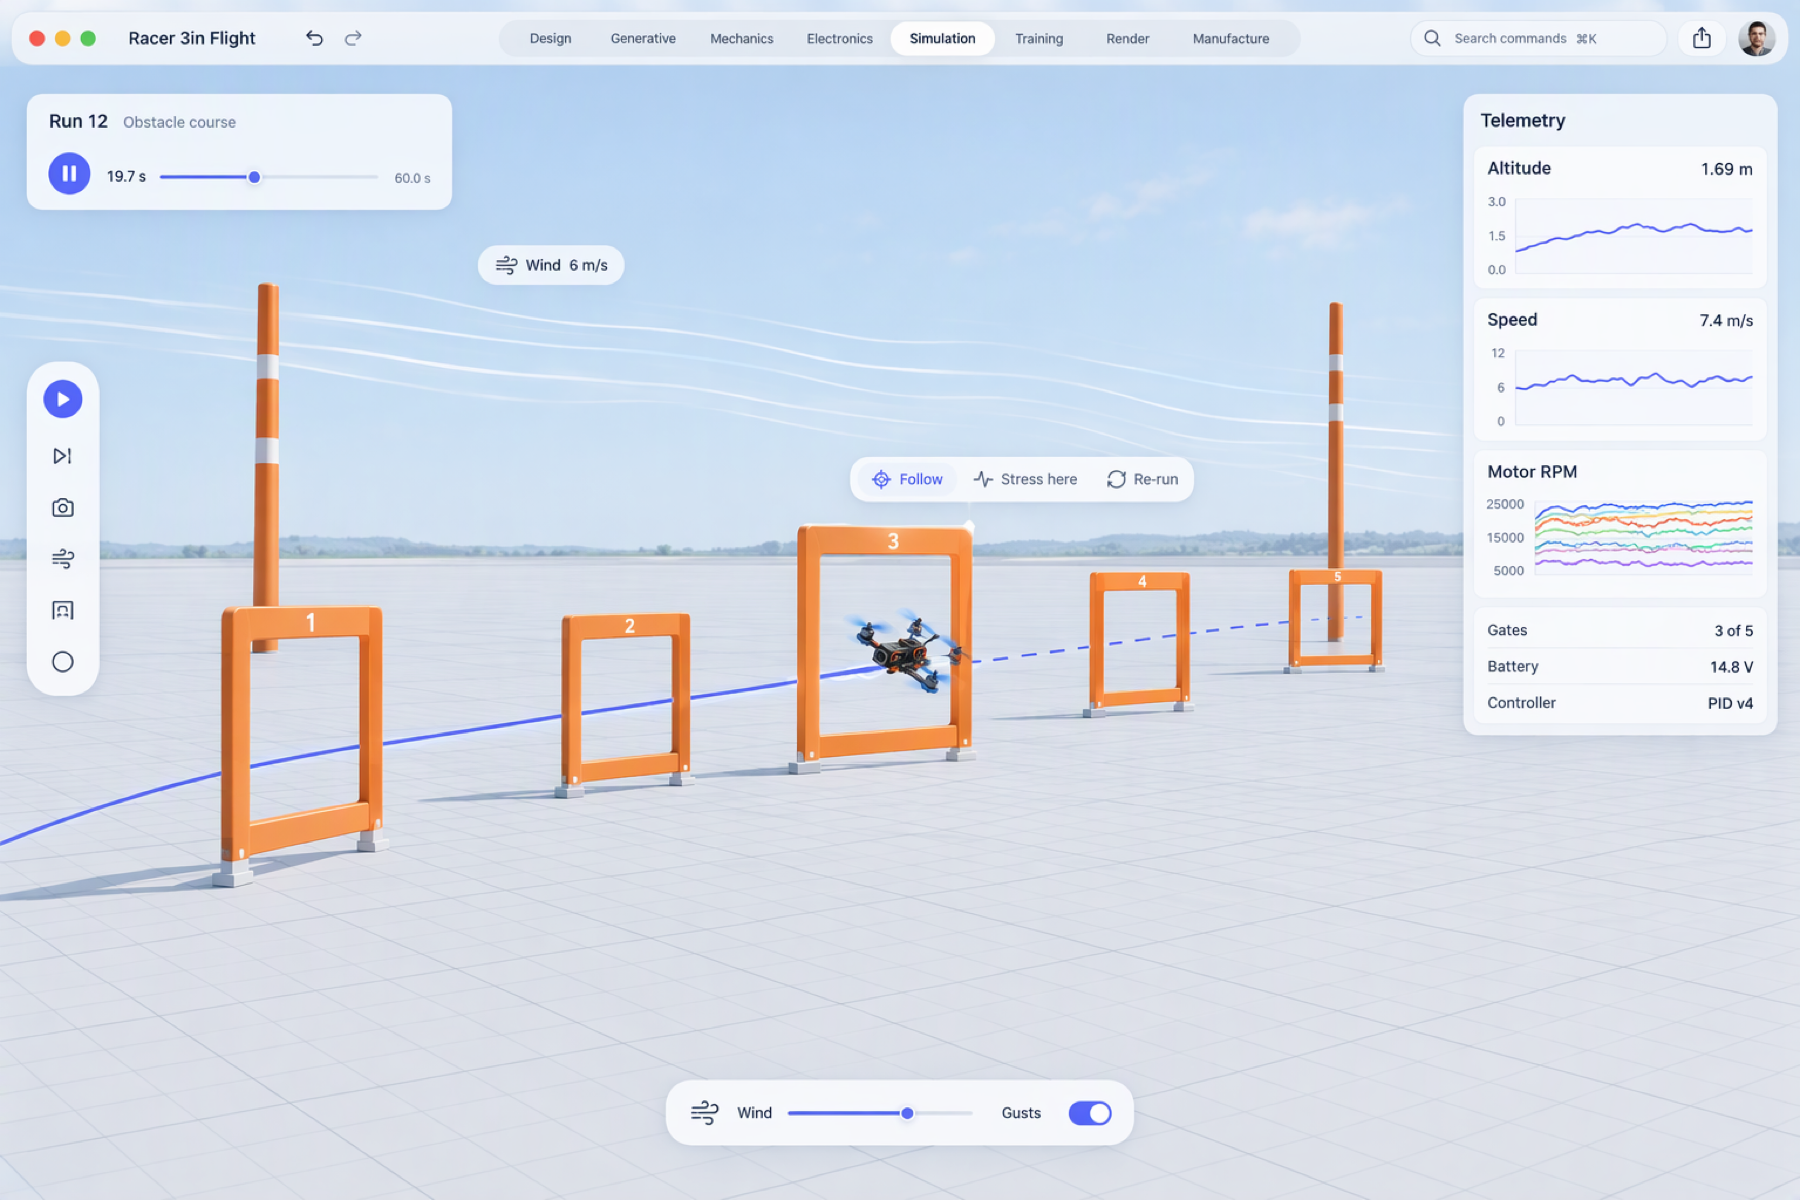 Racer 3in Flight
Design Generative Mechanics Electronics Simulation Training Render Manufacture
Search commands ⌘K
Run 12 Obstacle course
19.7 s 60.0 s
Wind 6 m/s
Follow Stress here Re-run
1
2
3
4
5
Telemetry
Altitude 1.69 m
3.0
1.5
0.0
Speed 7.4 m/s
12
6
0
Motor RPM
25000
15000
5000
Gates 3 of 5
Battery 14.8 V
Controller PID v4
Wind Gusts